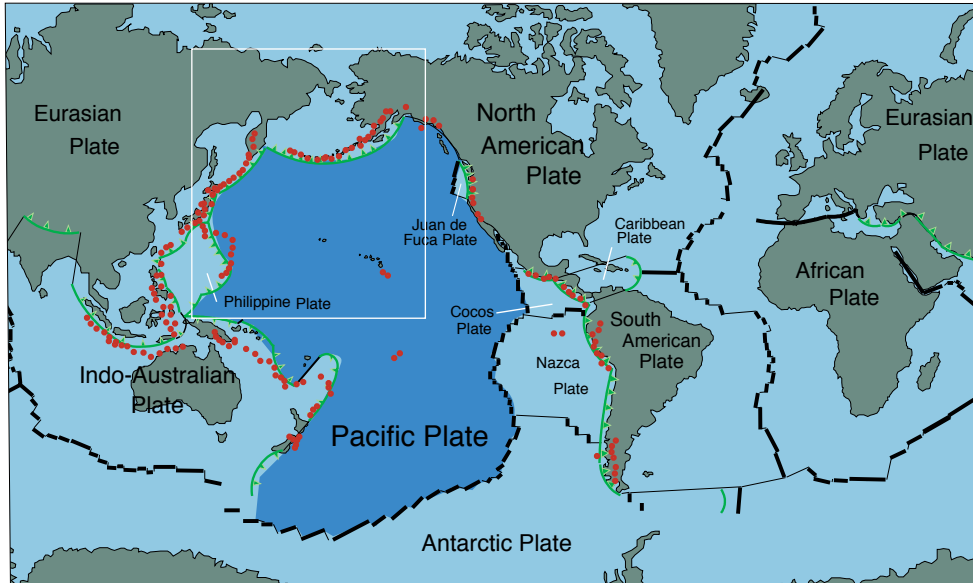 Eurasian
Plate
North
American
Plate
Eurasian
Plate
Juan de
Fuca Plate
Caribbean
Plate
African
Plate
Philippine Plate
Cocos
Plate
South
American
Plate
Indo-Australian
Plate
Nazca
Plate
Pacific Plate
Antarctic Plate